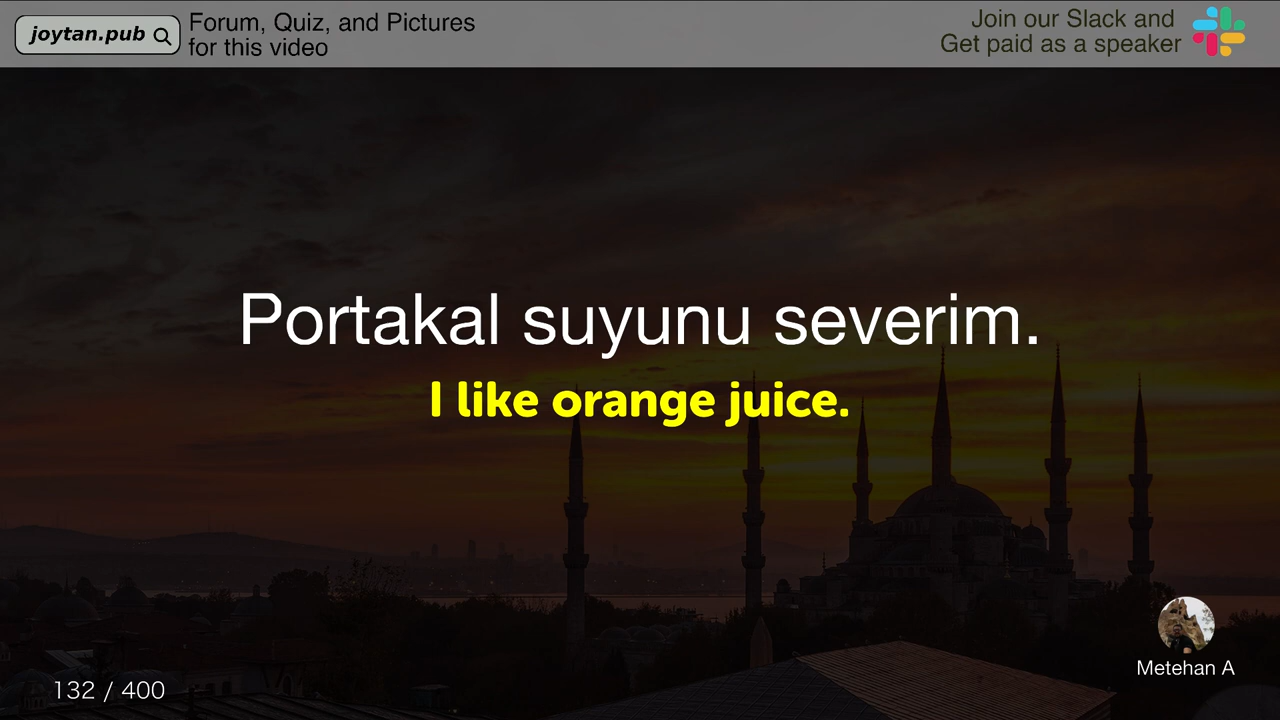 joytan.pub
Forum, Quiz, and Pictures
for this video
Join our Slack and
Get paid as a speaker
Portakal suyunu severim.
I like orange juice.
Metehan A
132 / 400